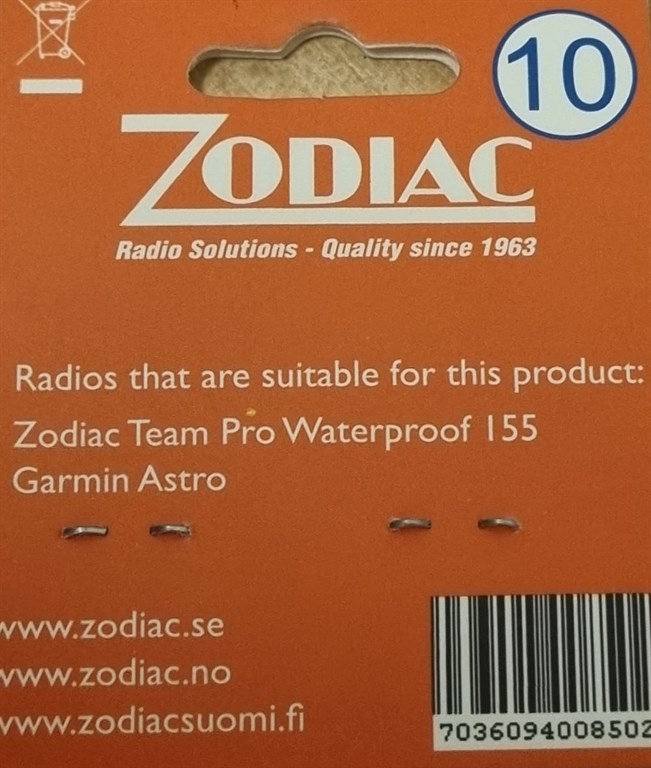 10
ZODIAC
Radio Solutions - Quality since 1963
Radios that are suitable for this product:
Zodiac Team Pro Waterproof 155
Garmin Astro
www.zodiac.se
www.zodiac.no
www.zodiacsuomi.fi
7036094008502